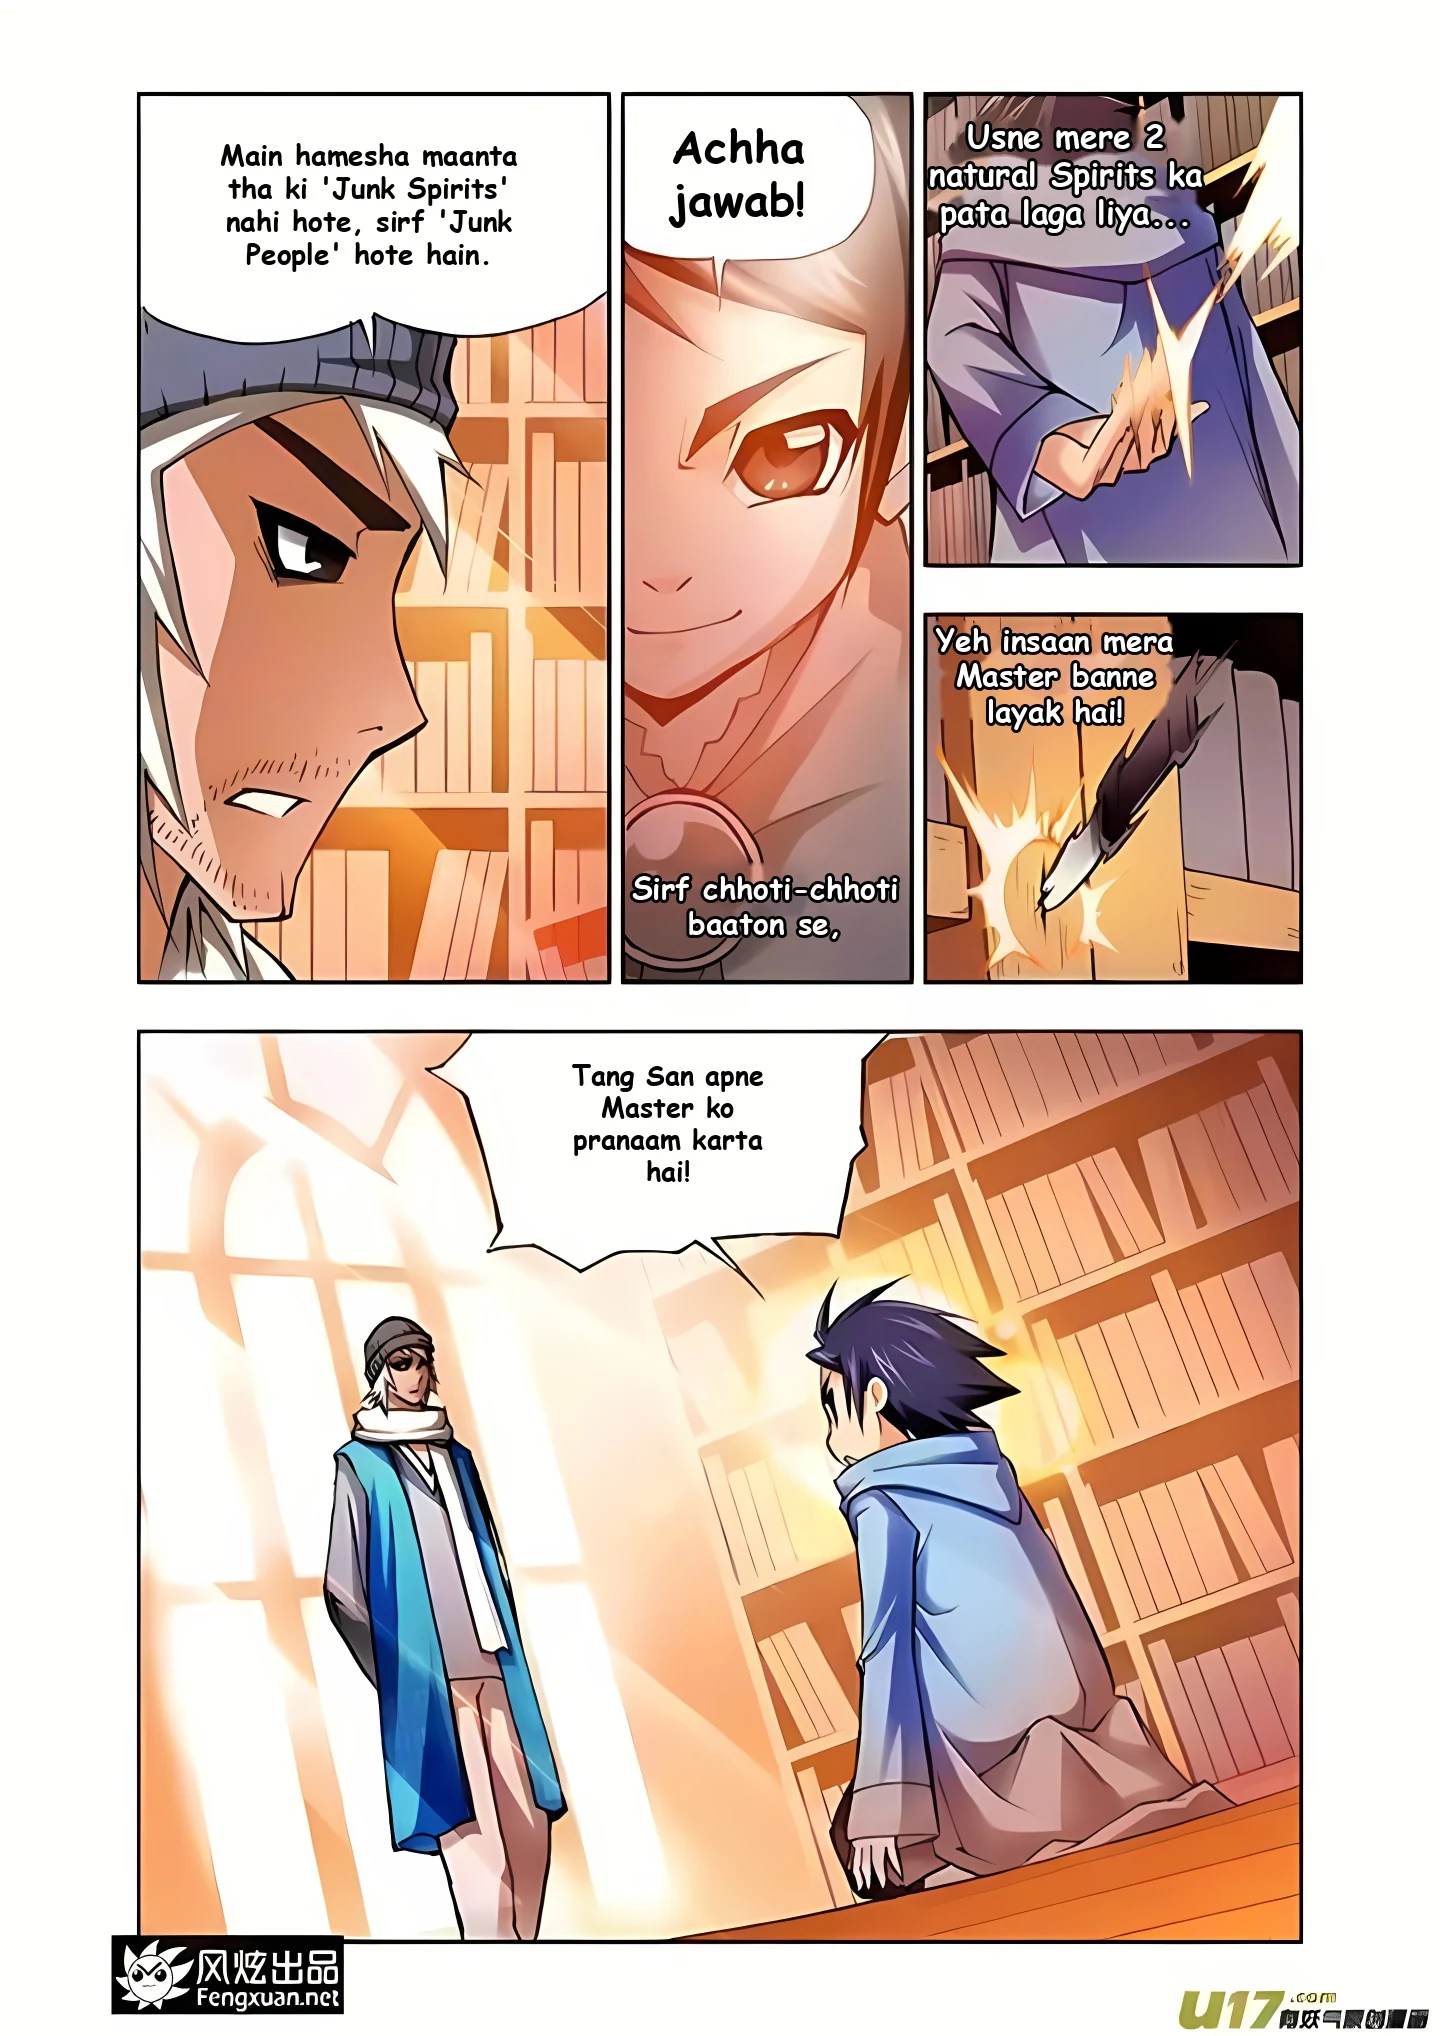 Main hamesha maanta
tha ki 'Junk Spirits'
nahi hote, sirf 'Junk
People' hote hain.
Achha
jawab!
Sirf chhoti-chhoti
baaton se,
Usne mere 2
natural Spirits ka
pata laga liya...
Yeh insaan mera
Master banne
layak hai!
Tang San apne
Master ko
pranaam karta
hai!
风炫出品
Fengxuan.net
U17.com